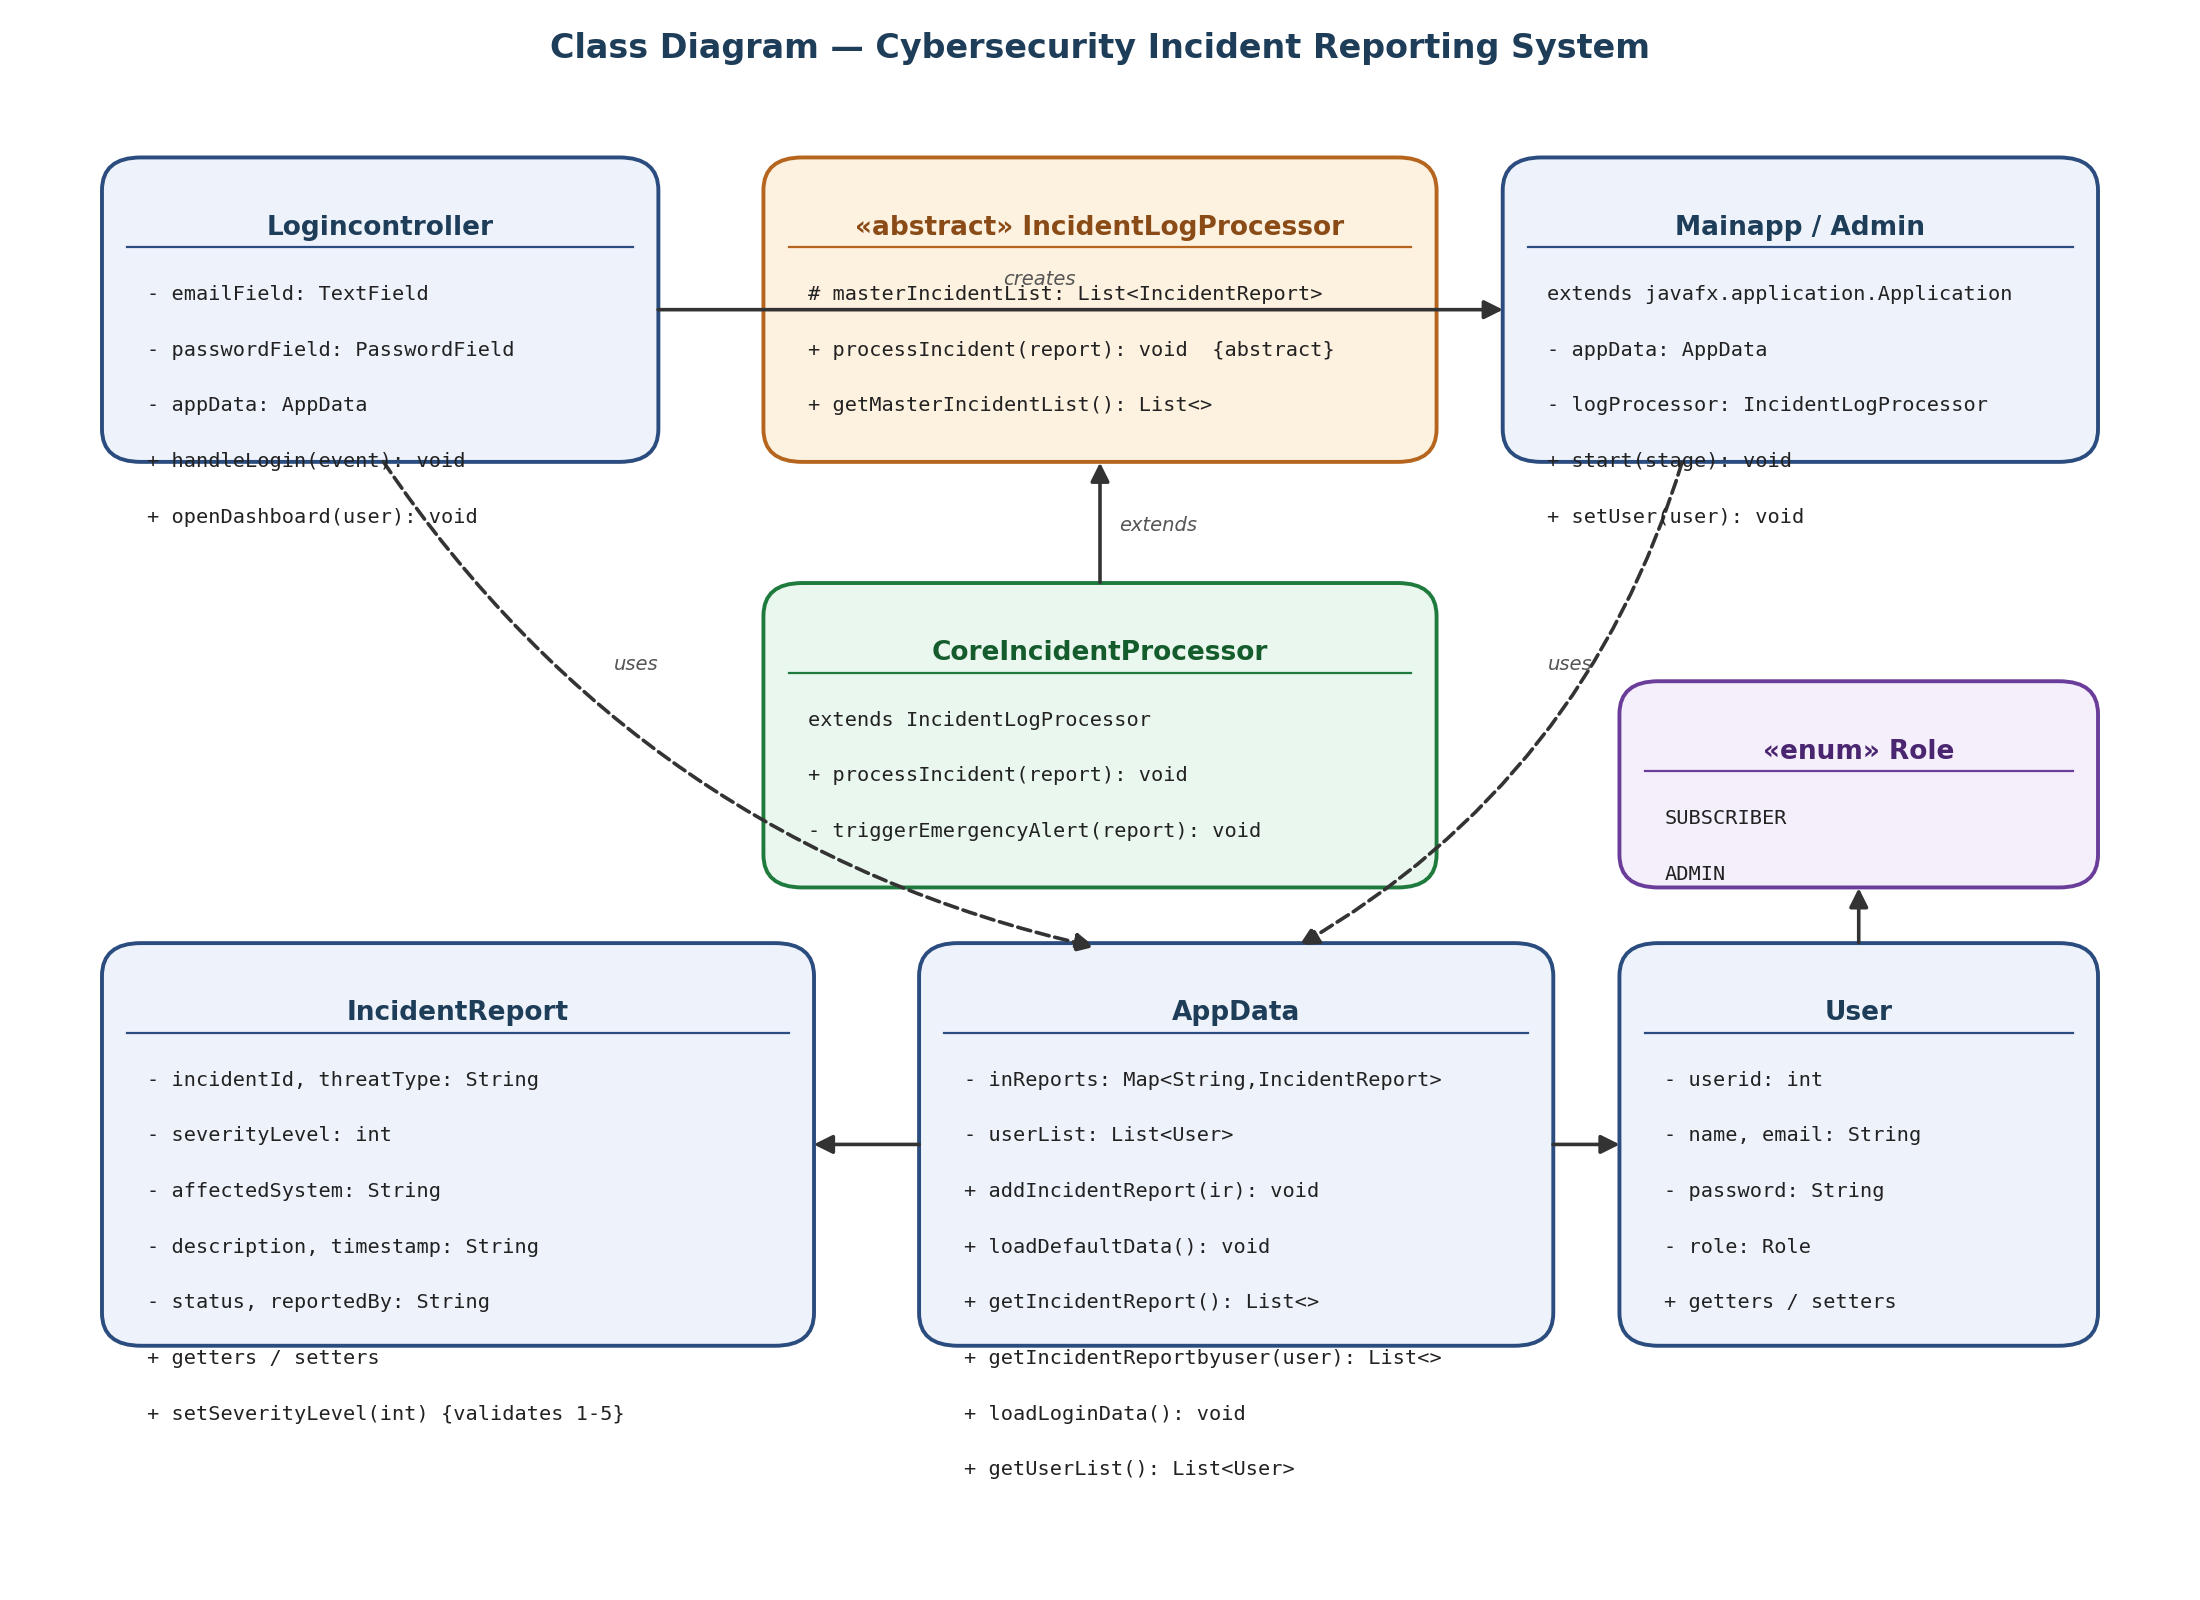 Class Diagram — Cybersecurity Incident Reporting System
Logincontroller
- emailField: TextField
- passwordField: PasswordField
- appData: AppData
+ handleLogin(event): void
+ openDashboard(user): void
«abstract» IncidentLogProcessor
creates
# masterIncidentList: List<IncidentReport>
+ processIncident(report): void  {abstract}
+ getMasterIncidentList(): List<>
Mainapp / Admin
extends javafx.application.Application
- appData: AppData
- logProcessor: IncidentLogProcessor
+ start(stage): void
+ setUser(user): void
extends
uses
CoreIncidentProcessor
extends IncidentLogProcessor
+ processIncident(report): void
- triggerEmergencyAlert(report): void
uses
«enum» Role
SUBSCRIBER
ADMIN
IncidentReport
- incidentId, threatType: String
- severityLevel: int
- affectedSystem: String
- description, timestamp: String
- status, reportedBy: String
+ getters / setters
+ setSeverityLevel(int) {validates 1-5}
AppData
- inReports: Map<String,IncidentReport>
- userList: List<User>
+ addIncidentReport(ir): void
+ loadDefaultData(): void
+ getIncidentReport(): List<>
+ getIncidentReportbyuser(user): List<>
+ loadLoginData(): void
+ getUserList(): List<User>
User
- userid: int
- name, email: String
- password: String
- role: Role
+ getters / setters